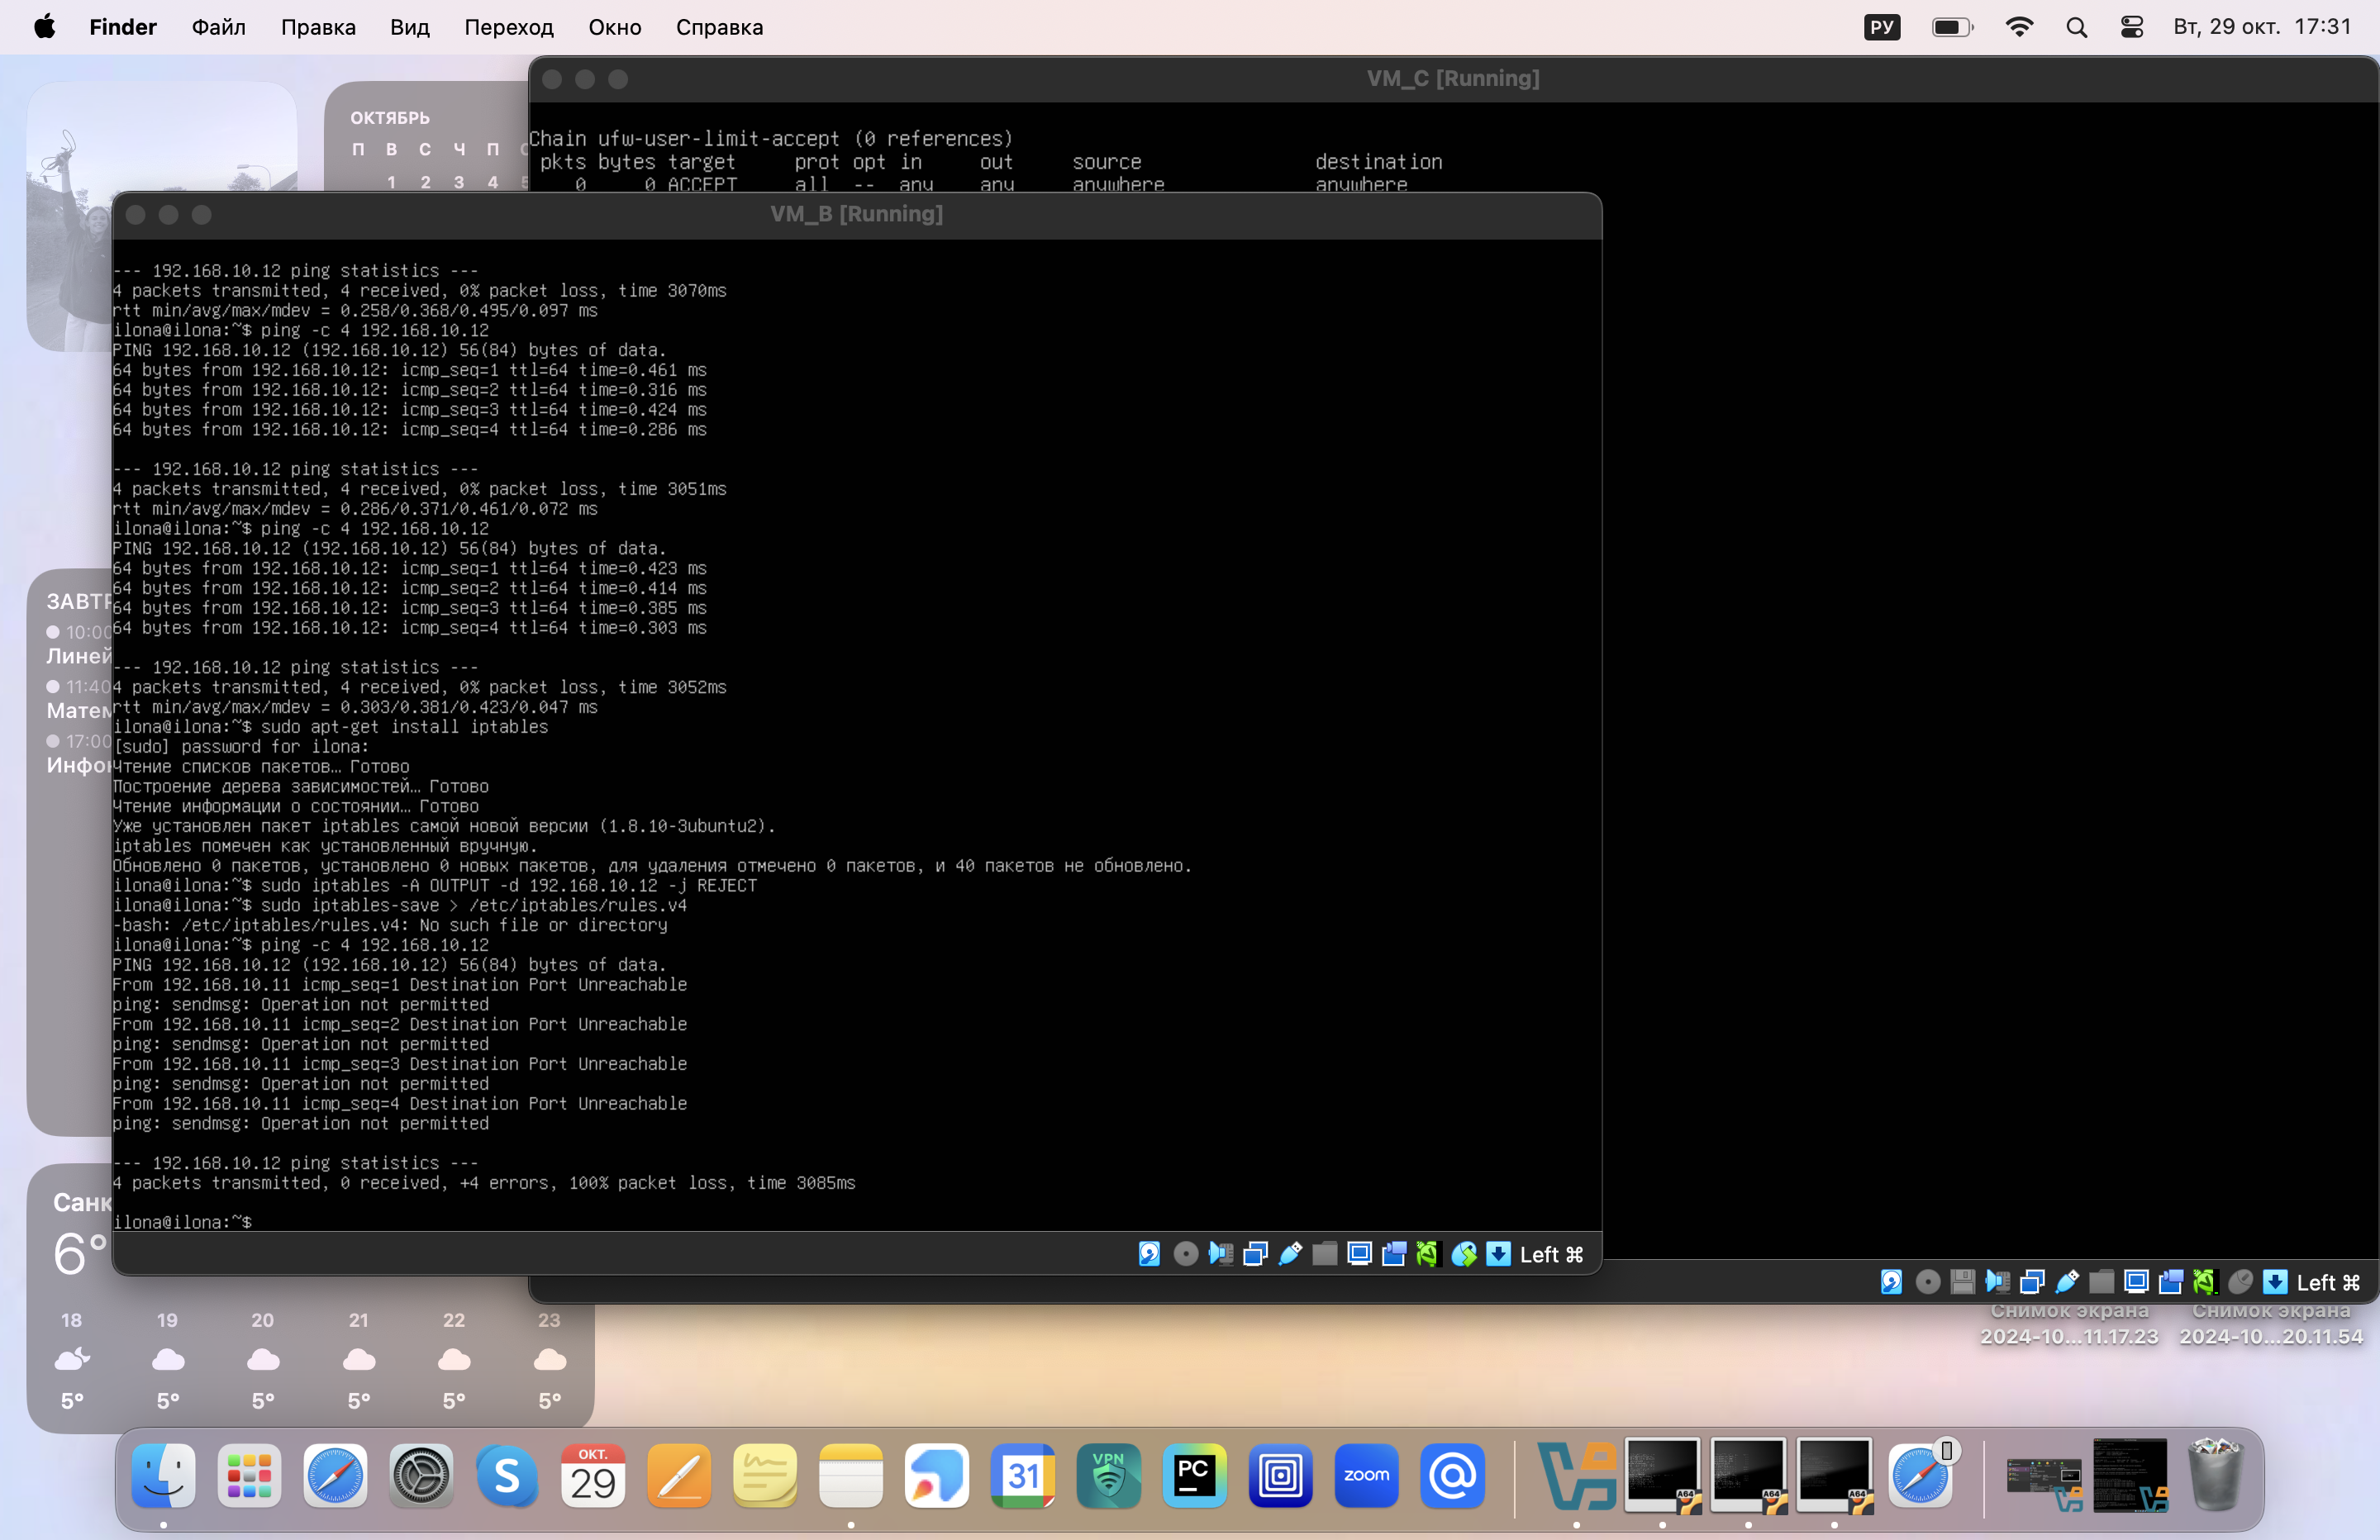 Finder Файл Правка Вид Переход Окно Справка РУ Вт, 29 окт. 17:31
VM_C [Running]
ОКТЯБРЬ
П В С Ч П
1 2 3 4 5
Chain ufw-user-limit-accept (0 references)
pkts bytes target prot opt in out source destination
0 0 ACCEPT all -- any any anywhere anywhere
VM_B [Running]
--- 192.168.10.12 ping statistics ---
4 packets transmitted, 4 received, 0% packet loss, time 3070ms
rtt min/avg/max/mdev = 0.258/0.368/0.495/0.097 ms
ilona@ilona:~$ ping -c 4 192.168.10.12
PING 192.168.10.12 (192.168.10.12) 56(84) bytes of data.
64 bytes from 192.168.10.12: icmp_seq=1 ttl=64 time=0.461 ms
64 bytes from 192.168.10.12: icmp_seq=2 ttl=64 time=0.316 ms
64 bytes from 192.168.10.12: icmp_seq=3 ttl=64 time=0.424 ms
64 bytes from 192.168.10.12: icmp_seq=4 ttl=64 time=0.286 ms
--- 192.168.10.12 ping statistics ---
4 packets transmitted, 4 received, 0% packet loss, time 3051ms
rtt min/avg/max/mdev = 0.286/0.371/0.461/0.072 ms
ilona@ilona:~$ ping -c 4 192.168.10.12
PING 192.168.10.12 (192.168.10.12) 56(84) bytes of data.
64 bytes from 192.168.10.12: icmp_seq=1 ttl=64 time=0.423 ms
64 bytes from 192.168.10.12: icmp_seq=2 ttl=64 time=0.414 ms
64 bytes from 192.168.10.12: icmp_seq=3 ttl=64 time=0.385 ms
64 bytes from 192.168.10.12: icmp_seq=4 ttl=64 time=0.303 ms
--- 192.168.10.12 ping statistics ---
4 packets transmitted, 4 received, 0% packet loss, time 3052ms
rtt min/avg/max/mdev = 0.303/0.381/0.423/0.047 ms
ilona@ilona:~$ sudo apt-get install iptables
[sudo] password for ilona:
Чтение списков пакетов… Готово
Построение дерева зависимостей… Готово
Чтение информации о состоянии… Готово
Уже установлен пакет iptables самой новой версии (1.8.10-3ubuntu2).
iptables помечен как установленный вручную.
Обновлено 0 пакетов, установлено 0 новых пакетов, для удаления отмечено 0 пакетов, и 40 пакетов не обновлено.
ilona@ilona:~$ sudo iptables -A OUTPUT -d 192.168.10.12 -j REJECT
ilona@ilona:~$ sudo iptables-save > /etc/iptables/rules.v4
-bash: /etc/iptables/rules.v4: No such file or directory
ilona@ilona:~$ ping -c 4 192.168.10.12
PING 192.168.10.12 (192.168.10.12) 56(84) bytes of data.
From 192.168.10.11 icmp_seq=1 Destination Port Unreachable
ping: sendmsg: Operation not permitted
From 192.168.10.11 icmp_seq=2 Destination Port Unreachable
ping: sendmsg: Operation not permitted
From 192.168.10.11 icmp_seq=3 Destination Port Unreachable
ping: sendmsg: Operation not permitted
From 192.168.10.11 icmp_seq=4 Destination Port Unreachable
ping: sendmsg: Operation not permitted
--- 192.168.10.12 ping statistics ---
4 packets transmitted, 0 received, +4 errors, 100% packet loss, time 3085ms
ilona@ilona:~$
Left ⌘
ЗАВТР
10:00
Линей
11:40
Матем
17:00
Инфор
Санк
6°
18 19 20 21 22 23
5° 5° 5° 5° 5° 5°
Left ⌘
Снимок экрана 2024-10...11.17.23
Снимок экрана 2024-10...20.11.54
S
ОКТ.
29
31
VPN
PC
zoom
@
A64
A64
A64